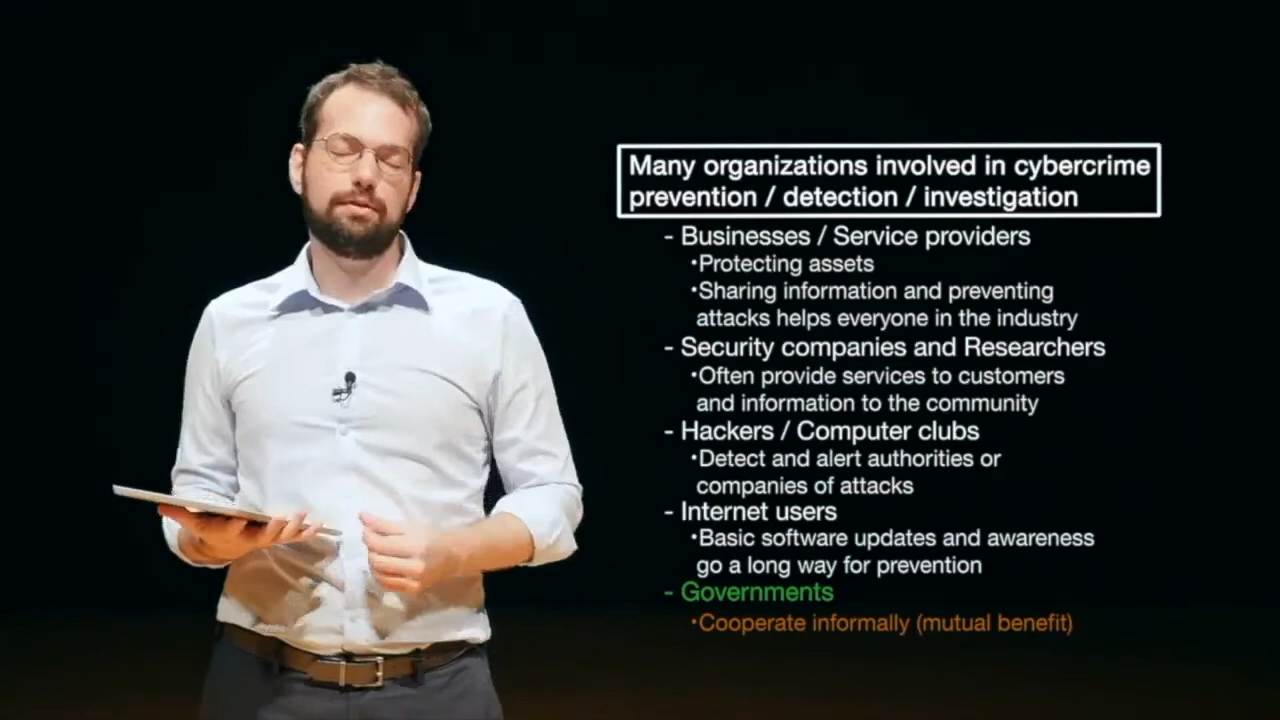 Many organizations involved in cybercrime
prevention / detection / investigation
- Businesses / Service providers
•Protecting assets
•Sharing information and preventing
attacks helps everyone in the industry
- Security companies and Researchers
•Often provide services to customers
and information to the community
- Hackers / Computer clubs
•Detect and alert authorities or
companies of attacks
- Internet users
•Basic software updates and awareness
go a long way for prevention
- Governments
•Cooperate informally (mutual benefit)